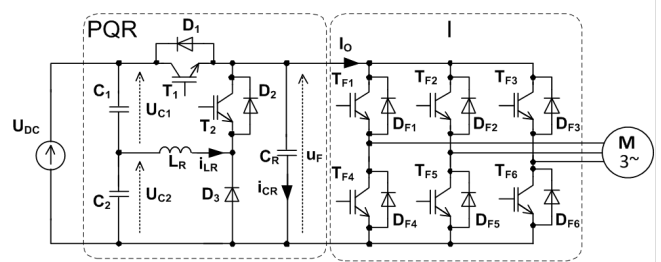 PQR
I
D1
IO
TF1
TF2
TF3
C1
UC1
T1
T2
D2
DF1
DF2
DF3
UDC
LR
iLR
CR
uF
M
3~
C2
UC2
D3
iCR
TF4
TF5
TF6
DF4
DF5
DF6